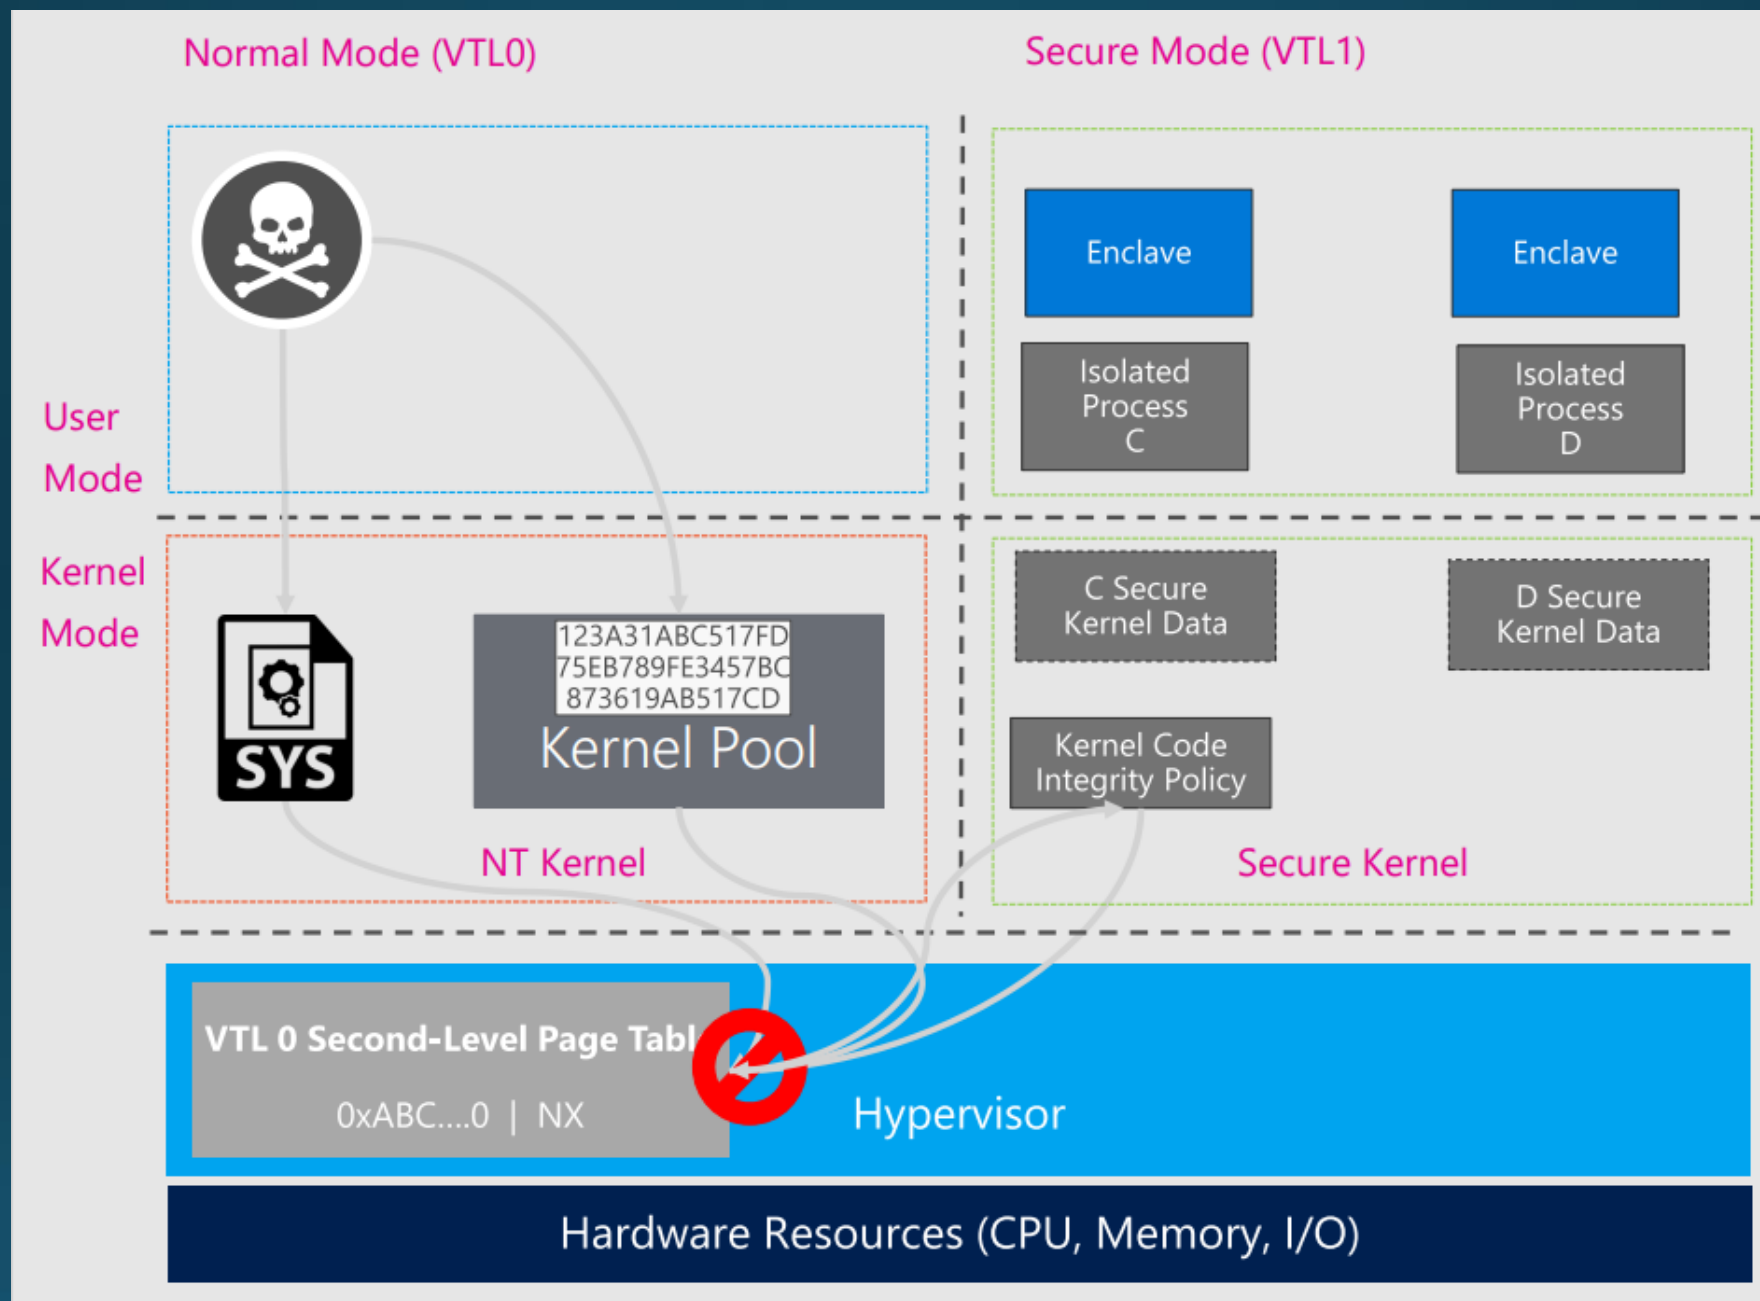 Normal Mode (VTL0)
Secure Mode (VTL1)
User
Mode
Enclave
Enclave
Isolated
Process
C
Isolated
Process
D
Kernel
Mode
SYS
123A31ABC517FD
75EB789FE3457BC
873619AB517CD
Kernel Pool
NT Kernel
C Secure
Kernel Data
D Secure
Kernel Data
Kernel Code
Integrity Policy
Secure Kernel
VTL 0 Second-Level Page Tabl
0xABC....0 | NX
Hypervisor
Hardware Resources (CPU, Memory, I/O)